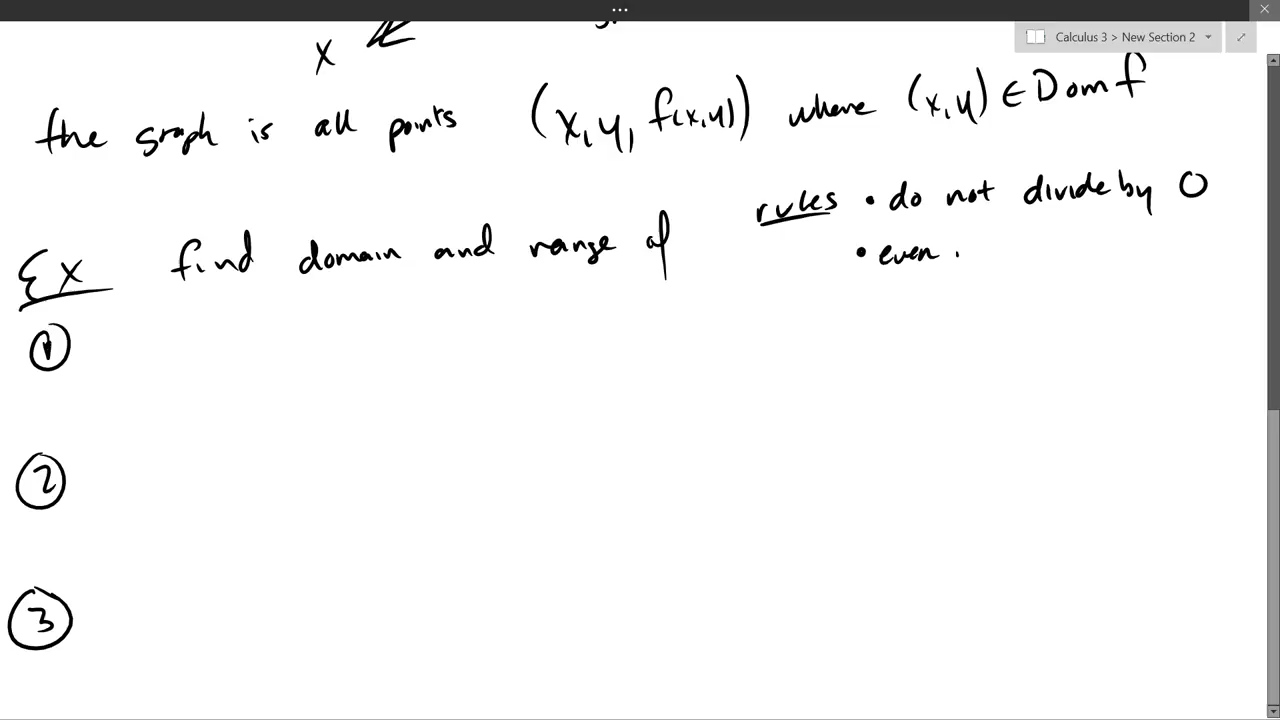 Calculus 3 > New Section 2
x
the graph is all points (x, y, f(x,y)) where (x,y) ∈ Dom f
rules • do not divide by 0
Ex find domain and range of
• even
①
②
③